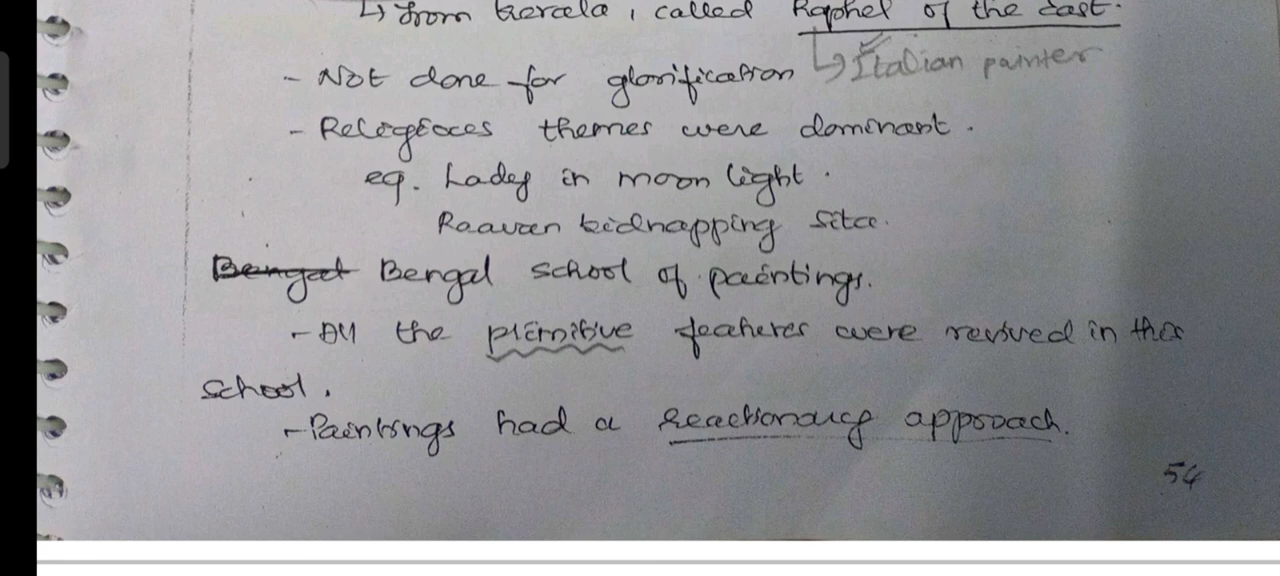 ↳ from Kerala, called Raphel of the East.
- Not done for glorification ↳ Italian painter
- Religious themes were dominant.
eg. Lady in moon light.
Raavan kidnapping Sita.
Bengal Bengal school of paintings.
- All the primitive features were revived in this
school.
- Paintings had a reactionary approach.
54